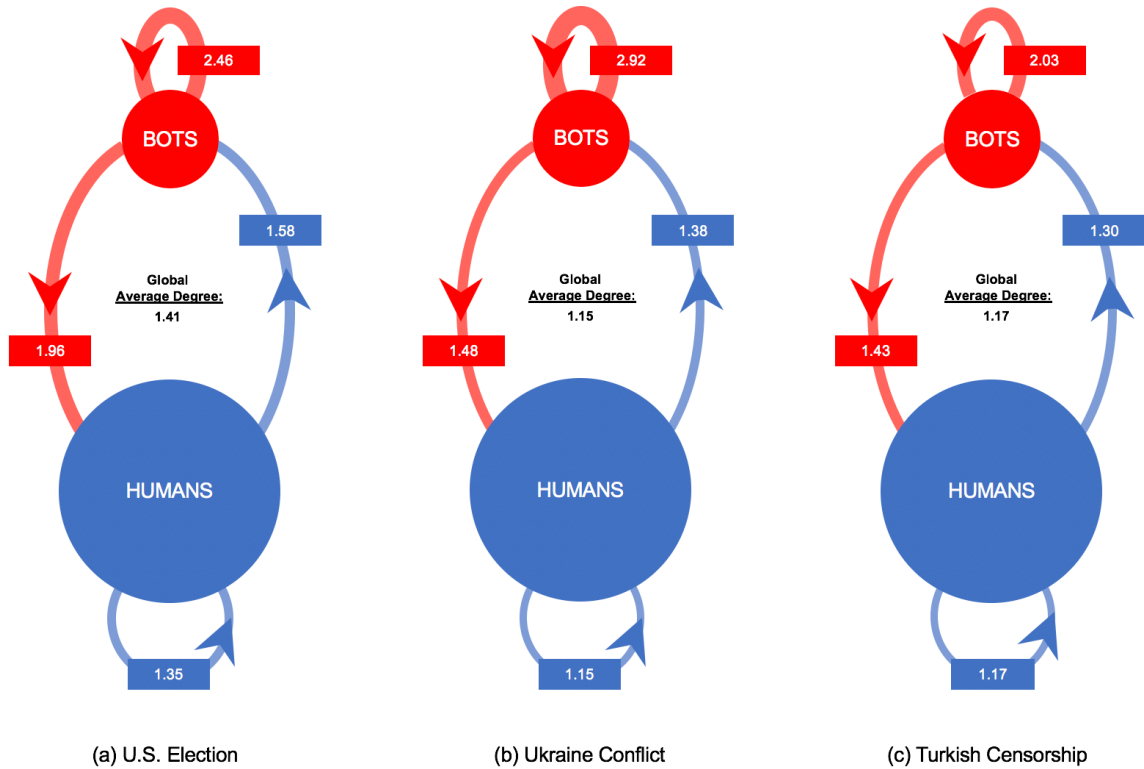 2.46
BOTS
1.58
Global
Average Degree:
1.41
1.96
HUMANS
1.35
(a) U.S. Election
2.92
BOTS
1.38
Global
Average Degree:
1.15
1.48
HUMANS
1.15
(b) Ukraine Conflict
2.03
BOTS
1.30
Global
Average Degree:
1.17
1.43
HUMANS
1.17
(c) Turkish Censorship